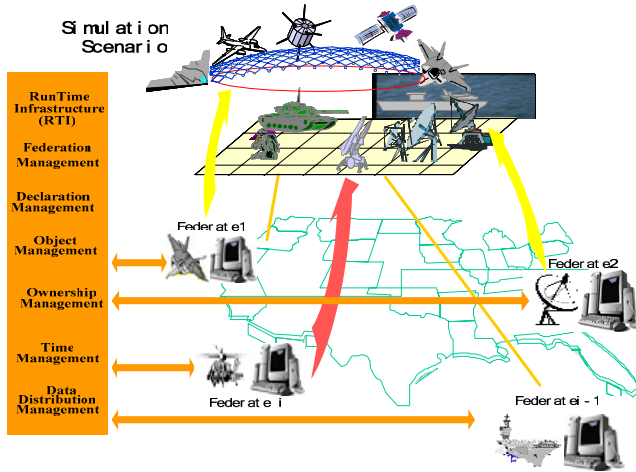 Simulation
Scenario
RunTime
Infrastructure
(RTI)
Federation
Management
Declaration
Management
Object
Management
Ownership
Management
Time
Management
Data
Distribution
Management
Federate1
Federate2
Federate i
Federatei-1